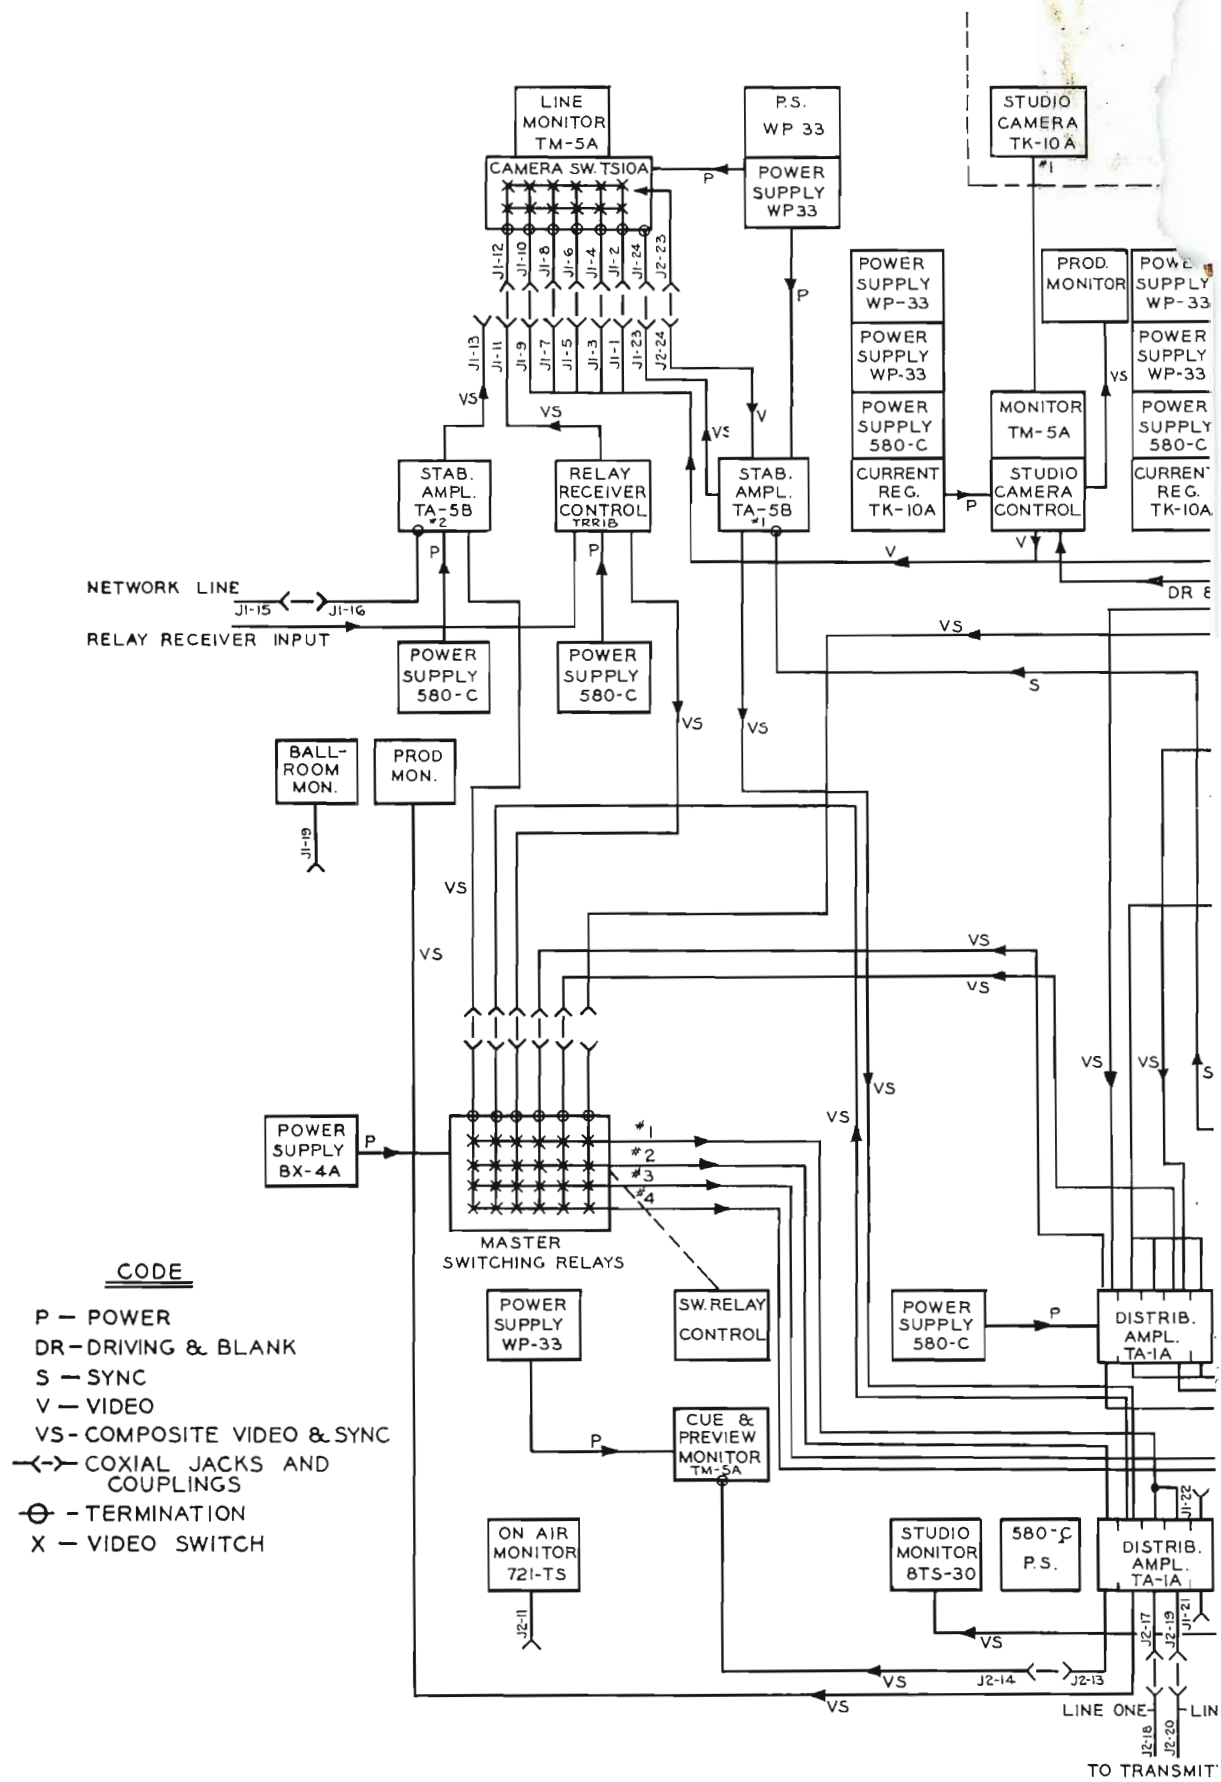 LINE
MONITOR
TM-5A
P.S.
WP 33
STUDIO
CAMERA
TK-10A
#1
CAMERA SW. TS10A
P
POWER
SUPPLY
WP33
J1-12
J1-10
J1-8
J1-6
J1-4
J1-2
J1-24
J2-23
P
POWER
SUPPLY
WP-33
PROD.
MONITOR
POWE
SUPPLY
WP-33
J1-13
J1-11
J1-9
J1-7
J1-5
J1-3
J1-1
J1-23
J2-24
POWER
SUPPLY
WP-33
POWER
SUPPLY
WP-33
VS
VS
VS
V
VS
POWER
SUPPLY
580-C
MONITOR
TM-5A
POWER
SUPPLY
580-C
STAB.
AMPL.
TA-5B
#2
RELAY
RECEIVER
CONTROL
TRR1B
STAB.
AMPL.
TA-5B
#1
CURRENT
REG.
TK-10A
P
STUDIO
CAMERA
CONTROL
CURRENT
REG.
TK-10A
P
P
V
V
NETWORK LINE
J1-15
J1-16
DR &
RELAY RECEIVER INPUT
VS
POWER
SUPPLY
580-C
POWER
SUPPLY
580-C
S
VS
VS
BALL-
ROOM
MON.
PROD
MON.
J1-19
VS
VS
VS
VS
VS
VS
S
VS
VS
POWER
SUPPLY
BX-4A
P
#1
#2
#3
#4
MASTER
SWITCHING RELAYS
CODE
P - POWER
DR - DRIVING & BLANK
S - SYNC
V - VIDEO
VS - COMPOSITE VIDEO & SYNC
COXIAL JACKS AND
COUPLINGS
- TERMINATION
X - VIDEO SWITCH
POWER
SUPPLY
WP-33
SW. RELAY
CONTROL
POWER
SUPPLY
580-C
P
DISTRIB.
AMPL.
TA-1A
P
CUE &
PREVIEW
MONITOR
TM-5A
J1-22
ON AIR
MONITOR
721-TS
STUDIO
MONITOR
8TS-30
580-C
P.S.
DISTRIB.
AMPL.
TA-1A
J2-11
VS
J2-17
J2-19
J1-21
VS
J2-14
J2-13
VS
LINE ONE
LIN
J2-18
J2-20
TO TRANSMIT